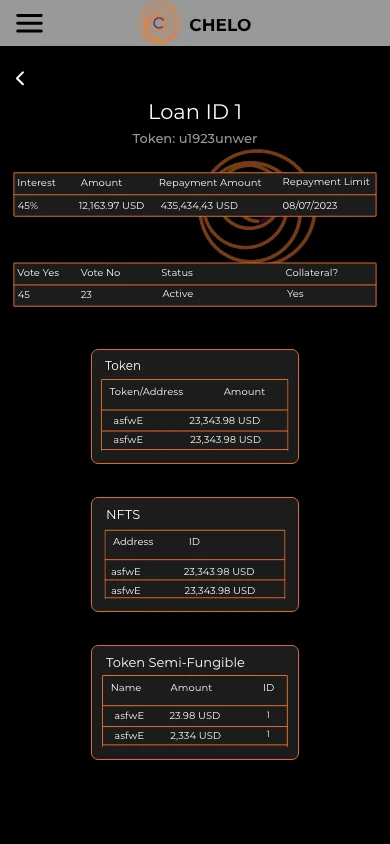 CHELO
Loan ID 1
Token: u1923unwer
Interest Amount Repayment Amount Repayment Limit
45% 12,163.97 USD 435,434,43 USD 08/07/2023
Vote Yes Vote No Status Collateral?
45 23 Active Yes
Token
Token/Address Amount
asfwE 23,343.98 USD
asfwE 23,343.98 USD
NFTS
Address ID
asfwE 23,343.98 USD
asfwE 23,343.98 USD
Token Semi-Fungible
Name Amount ID
asfwE 23.98 USD 1
asfwE 2,334 USD 1